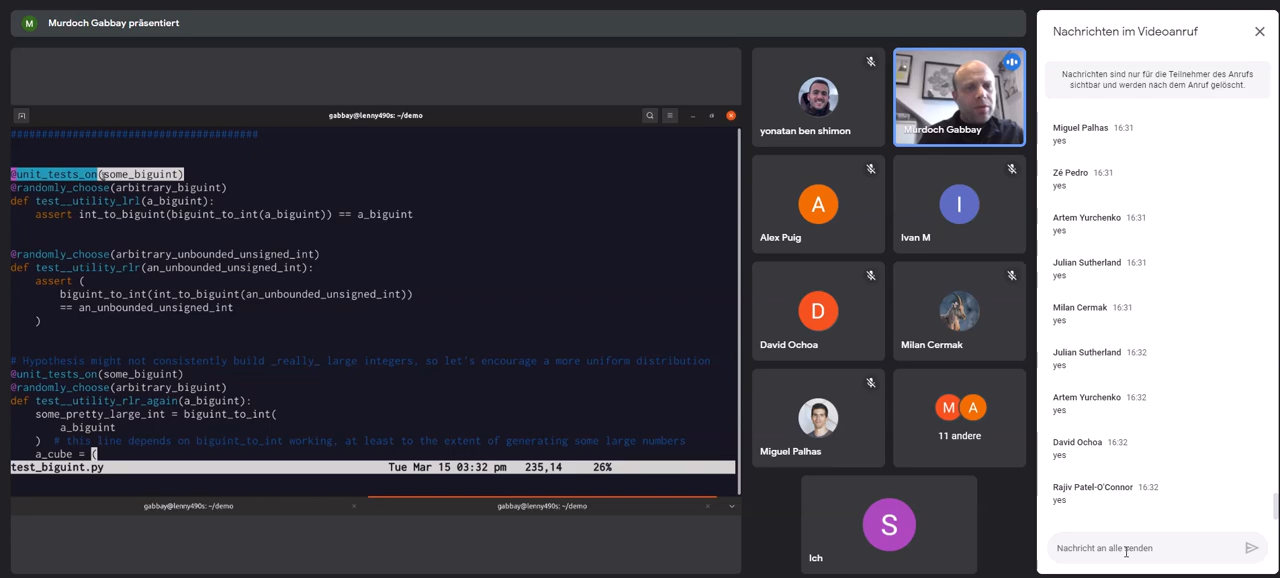 M
Murdoch Gabbay präsentiert
gabbay@lenny490s: ~/demo
########################################
@unit_tests_on(some_biguint)
@randomly_choose(arbitrary_biguint)
def test__utility_lrl(a_biguint):
assert int_to_biguint(biguint_to_int(a_biguint)) == a_biguint
@randomly_choose(arbitrary_unbounded_unsigned_int)
def test__utility_rlr(an_unbounded_unsigned_int):
assert (
biguint_to_int(int_to_biguint(an_unbounded_unsigned_int))
== an_unbounded_unsigned_int
)
# Hypothesis might not consistently build _really_ large integers, so let's encourage a more uniform distribution
@unit_tests_on(some_biguint)
@randomly_choose(arbitrary_biguint)
def test__utility_rlr_again(a_biguint):
some_pretty_large_int = biguint_to_int(
a_biguint
)  # this line depends on biguint_to_int working, at least to the extent of generating some large numbers
a_cube = (
test_biguint.py Tue Mar 15 03:32 pm 235,14 26%
gabbay@lenny490s: ~/demo
gabbay@lenny490s: ~/demo
yonatan ben shimon
Murdoch Gabbay
A
Alex Puig
I
Ivan M
D
David Ochoa
Milan Cermak
Miguel Palhas
M A
11 andere
S
Ich
Nachrichten im Videoanruf
Nachrichten sind nur für die Teilnehmer des Anrufs
sichtbar und werden nach dem Anruf gelöscht.
Miguel Palhas 16:31
yes
Zé Pedro 16:31
yes
Artem Yurchenko 16:31
yes
Julian Sutherland 16:31
yes
Milan Cermak 16:31
yes
Julian Sutherland 16:32
yes
Artem Yurchenko 16:32
yes
David Ochoa 16:32
yes
Rajiv Patel-O'Connor 16:32
yes
Nachricht an alle senden